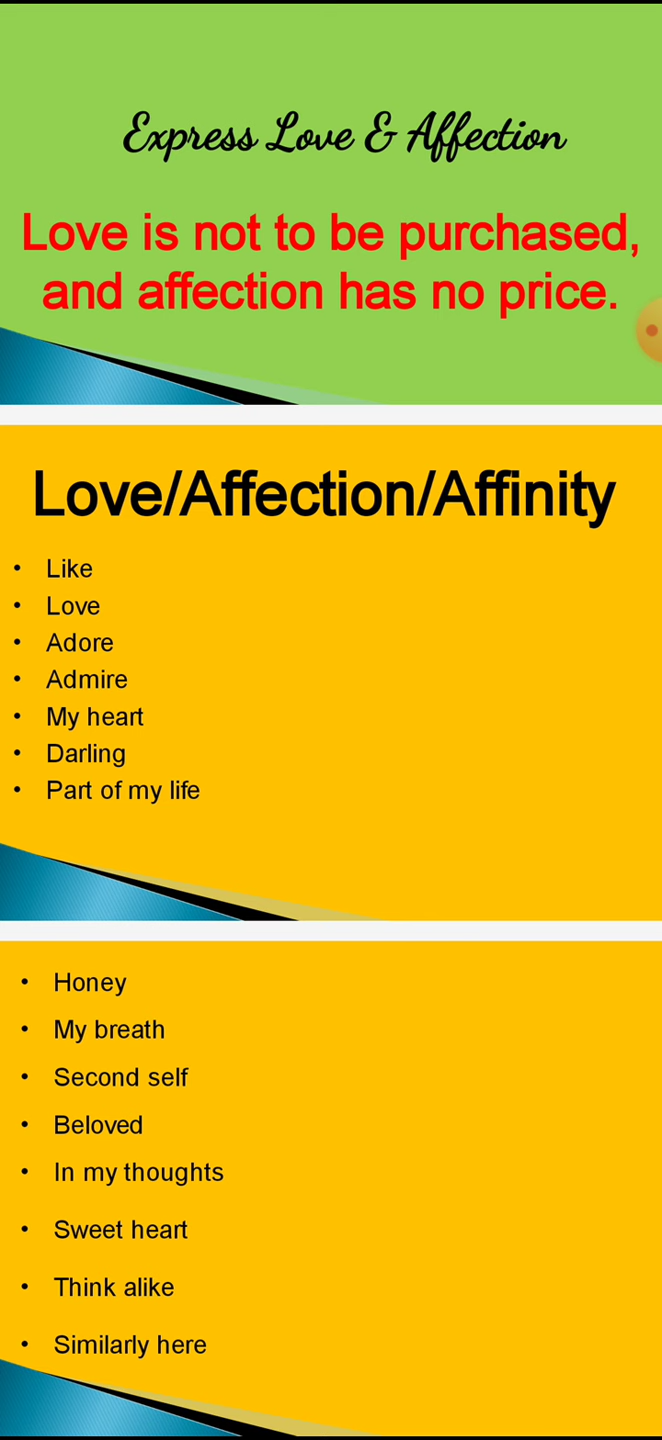 Express Love & Affection
Love is not to be purchased,
and affection has no price.
Love/Affection/Affinity
• Like
• Love
• Adore
• Admire
• My heart
• Darling
• Part of my life
• Honey
• My breath
• Second self
• Beloved
• In my thoughts
• Sweet heart
• Think alike
• Similarly here